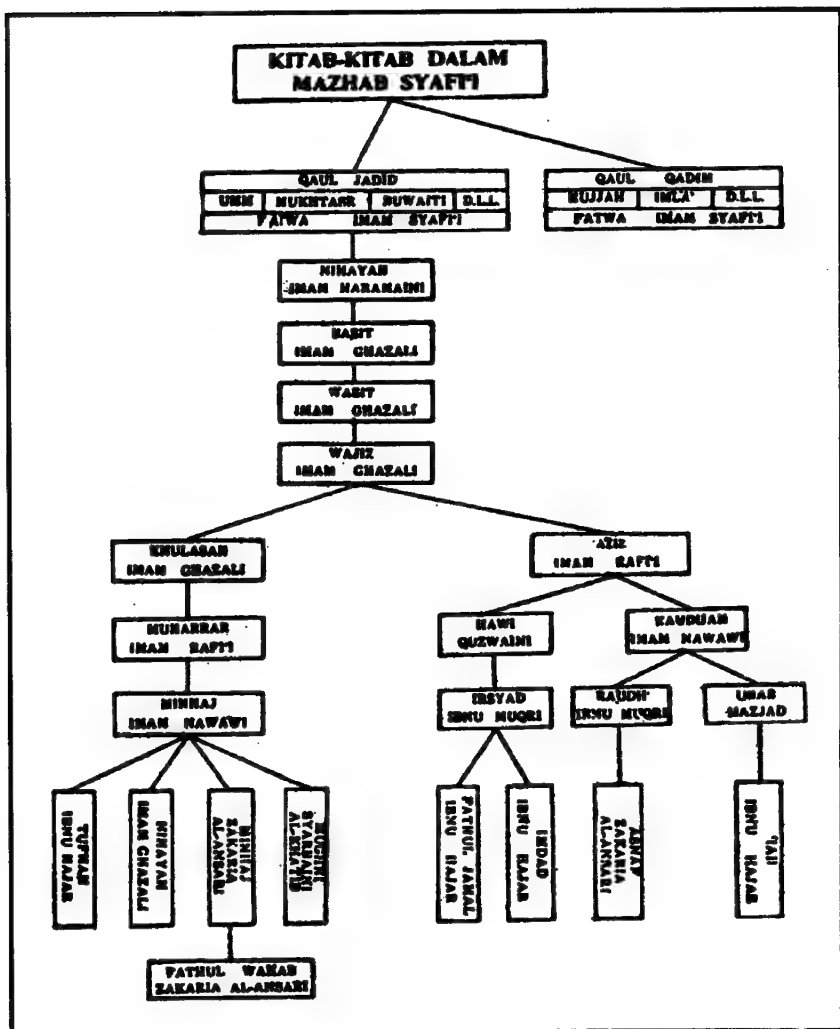 KITAB-KITAB DALAM
MAZHAB SYAFI'I
QAUL JADID
UMM MUKHTASR BUWAITI D.L.L.
FATWA IMAM SYAFI'I
QAUL QADIM
HUJJAH IMLA' D.L.L.
FATWA IMAM SYAFI'I
NIHAYAH
IMAM HARAMAINI
BASIT
IMAM GHAZALI
WASIT
IMAM GHAZALI
WAJIZ
IMAM GHAZALI
KHULASAH
IMAM GHAZALI
AZIZ
IMAM RAFI'I
MUHARRAR
IMAM RAFI'I
HAWI
QUZWAINI
RAUDHAH
IMAM NAWAWI
MINHAJ
IMAM NAWAWI
IRSYAD
IBNU MUQRI
RAUDH'
IBNU MUQRI
UBAB
MAZJAD
TUHFAH
IBNU HAJAR
NIHAYAH
IMAM GHAZALI
MINHAJ
ZAKARIA
AL-ANSARI
MUGHNI
SYARBAINI
AL-KHATIB
FATHUL JAWAD
IBNU HAJAR
IMDAD
IBNU HAJAR
ZAKARIA
AL-ANSARI
IBNU HAJAR
FATHUL WAHAB
ZAKARIA AL-ANSARI